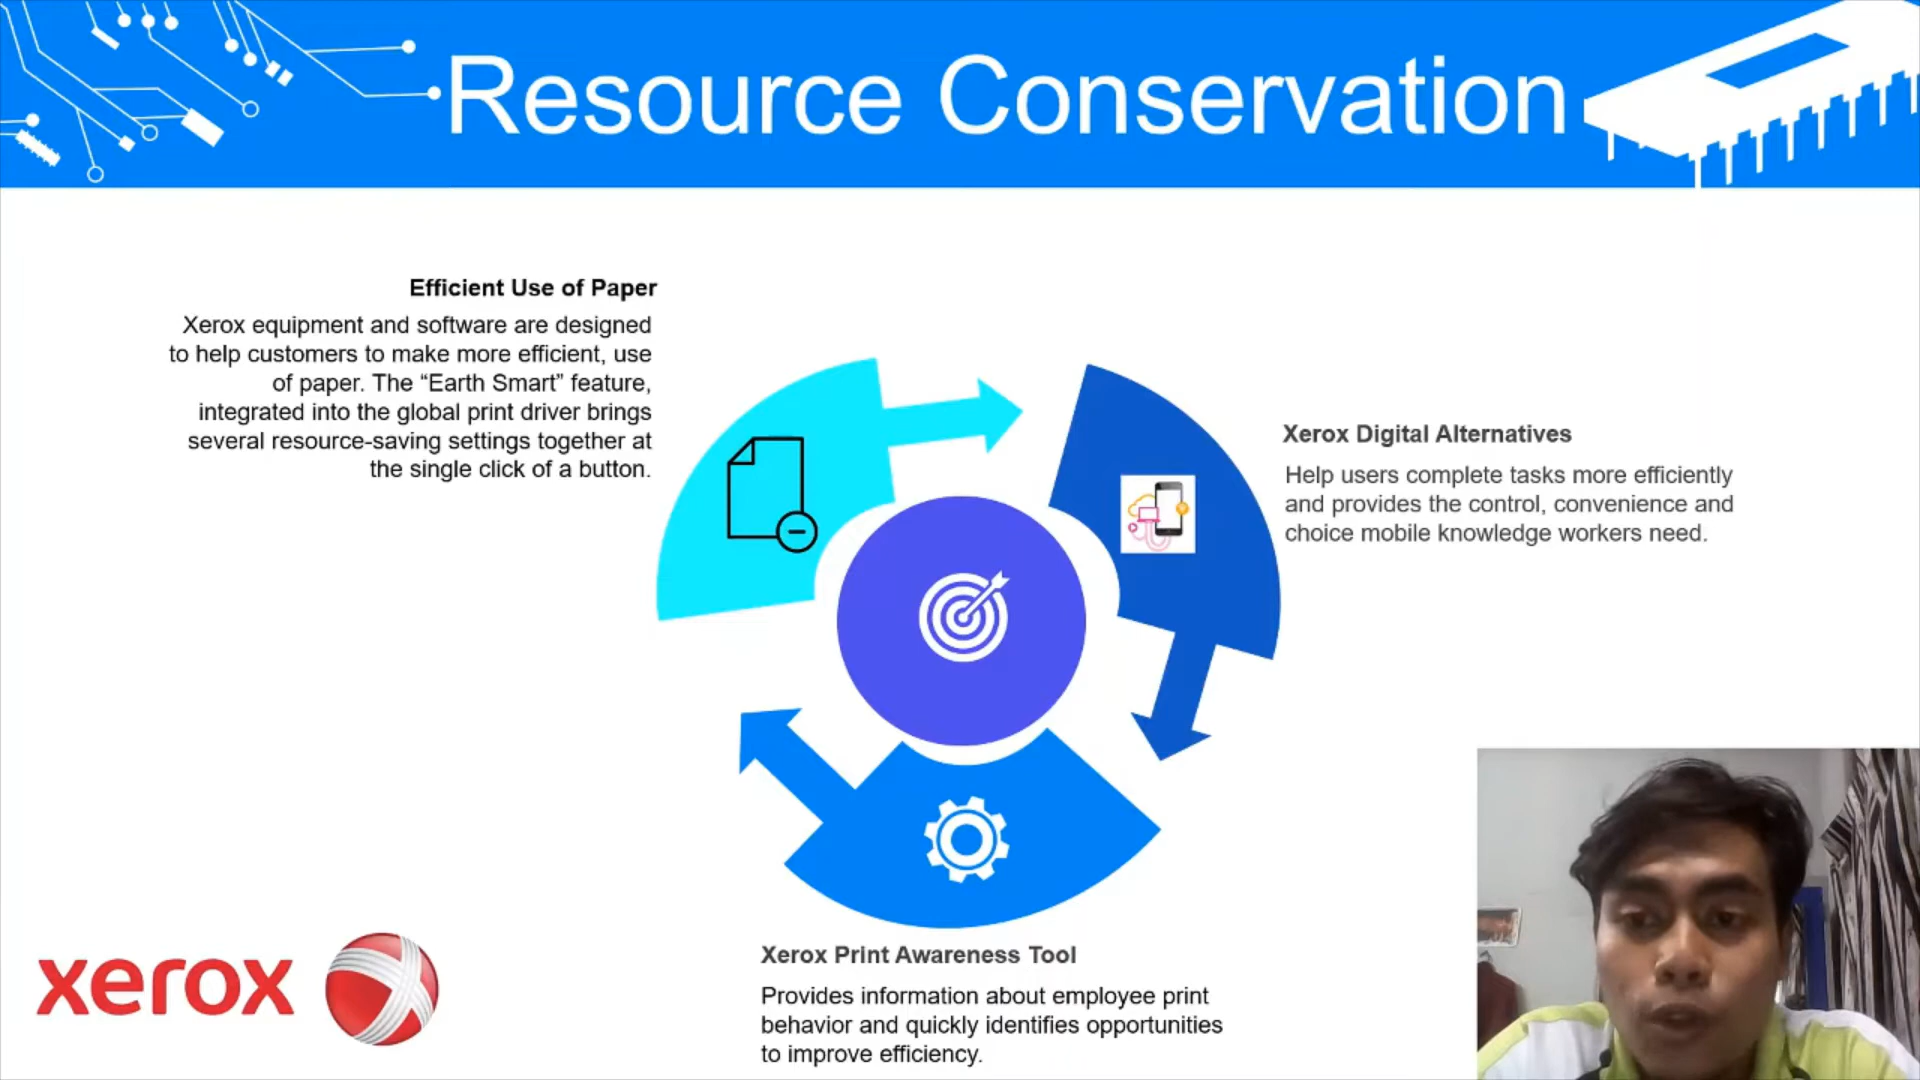 Resource Conservation
Efficient Use of Paper
Xerox equipment and software are designed
to help customers to make more efficient, use
of paper. The “Earth Smart” feature,
integrated into the global print driver brings
several resource-saving settings together at
the single click of a button.
Xerox Digital Alternatives
Help users complete tasks more efficiently
and provides the control, convenience and
choice mobile knowledge workers need.
Xerox Print Awareness Tool
Provides information about employee print
behavior and quickly identifies opportunities
to improve efficiency.
xerox